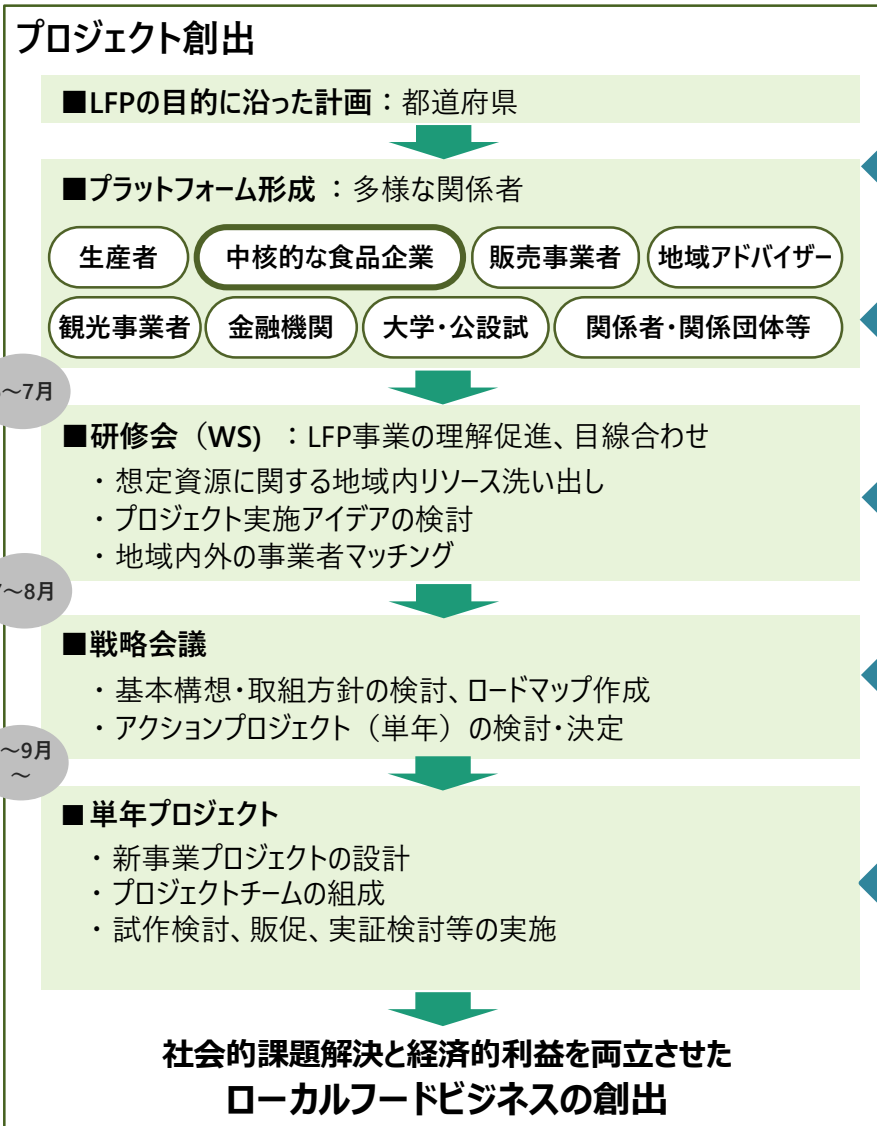 プロジェクト創出
■LFPの目的に沿った計画：都道府県
■プラットフォーム形成 ：多様な関係者
生産者 中核的な食品企業 販売事業者 地域アドバイザー
観光事業者 金融機関 大学・公設試 関係者・関係団体等
～7月
■研修会（WS) ：LFP事業の理解促進、目線合わせ
・想定資源に関する地域内リソース洗い出し
・プロジェクト実施アイデアの検討
・地域内外の事業者マッチング
～8月
■戦略会議
・基本構想・取組方針の検討、ロードマップ作成
・アクションプロジェクト（単年）の検討・決定
～9月
～
■単年プロジェクト
・新事業プロジェクトの設計
・プロジェクトチームの組成
・試作検討、販促、実証検討等の実施
社会的課題解決と経済的利益を両立させた
ローカルフードビジネスの創出